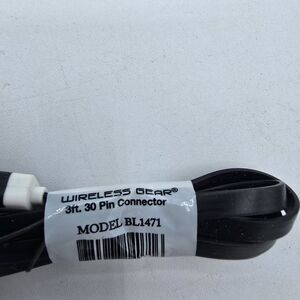 WIRELESS GEAR®
3ft. 30 Pin Connector
MODEL BL1471